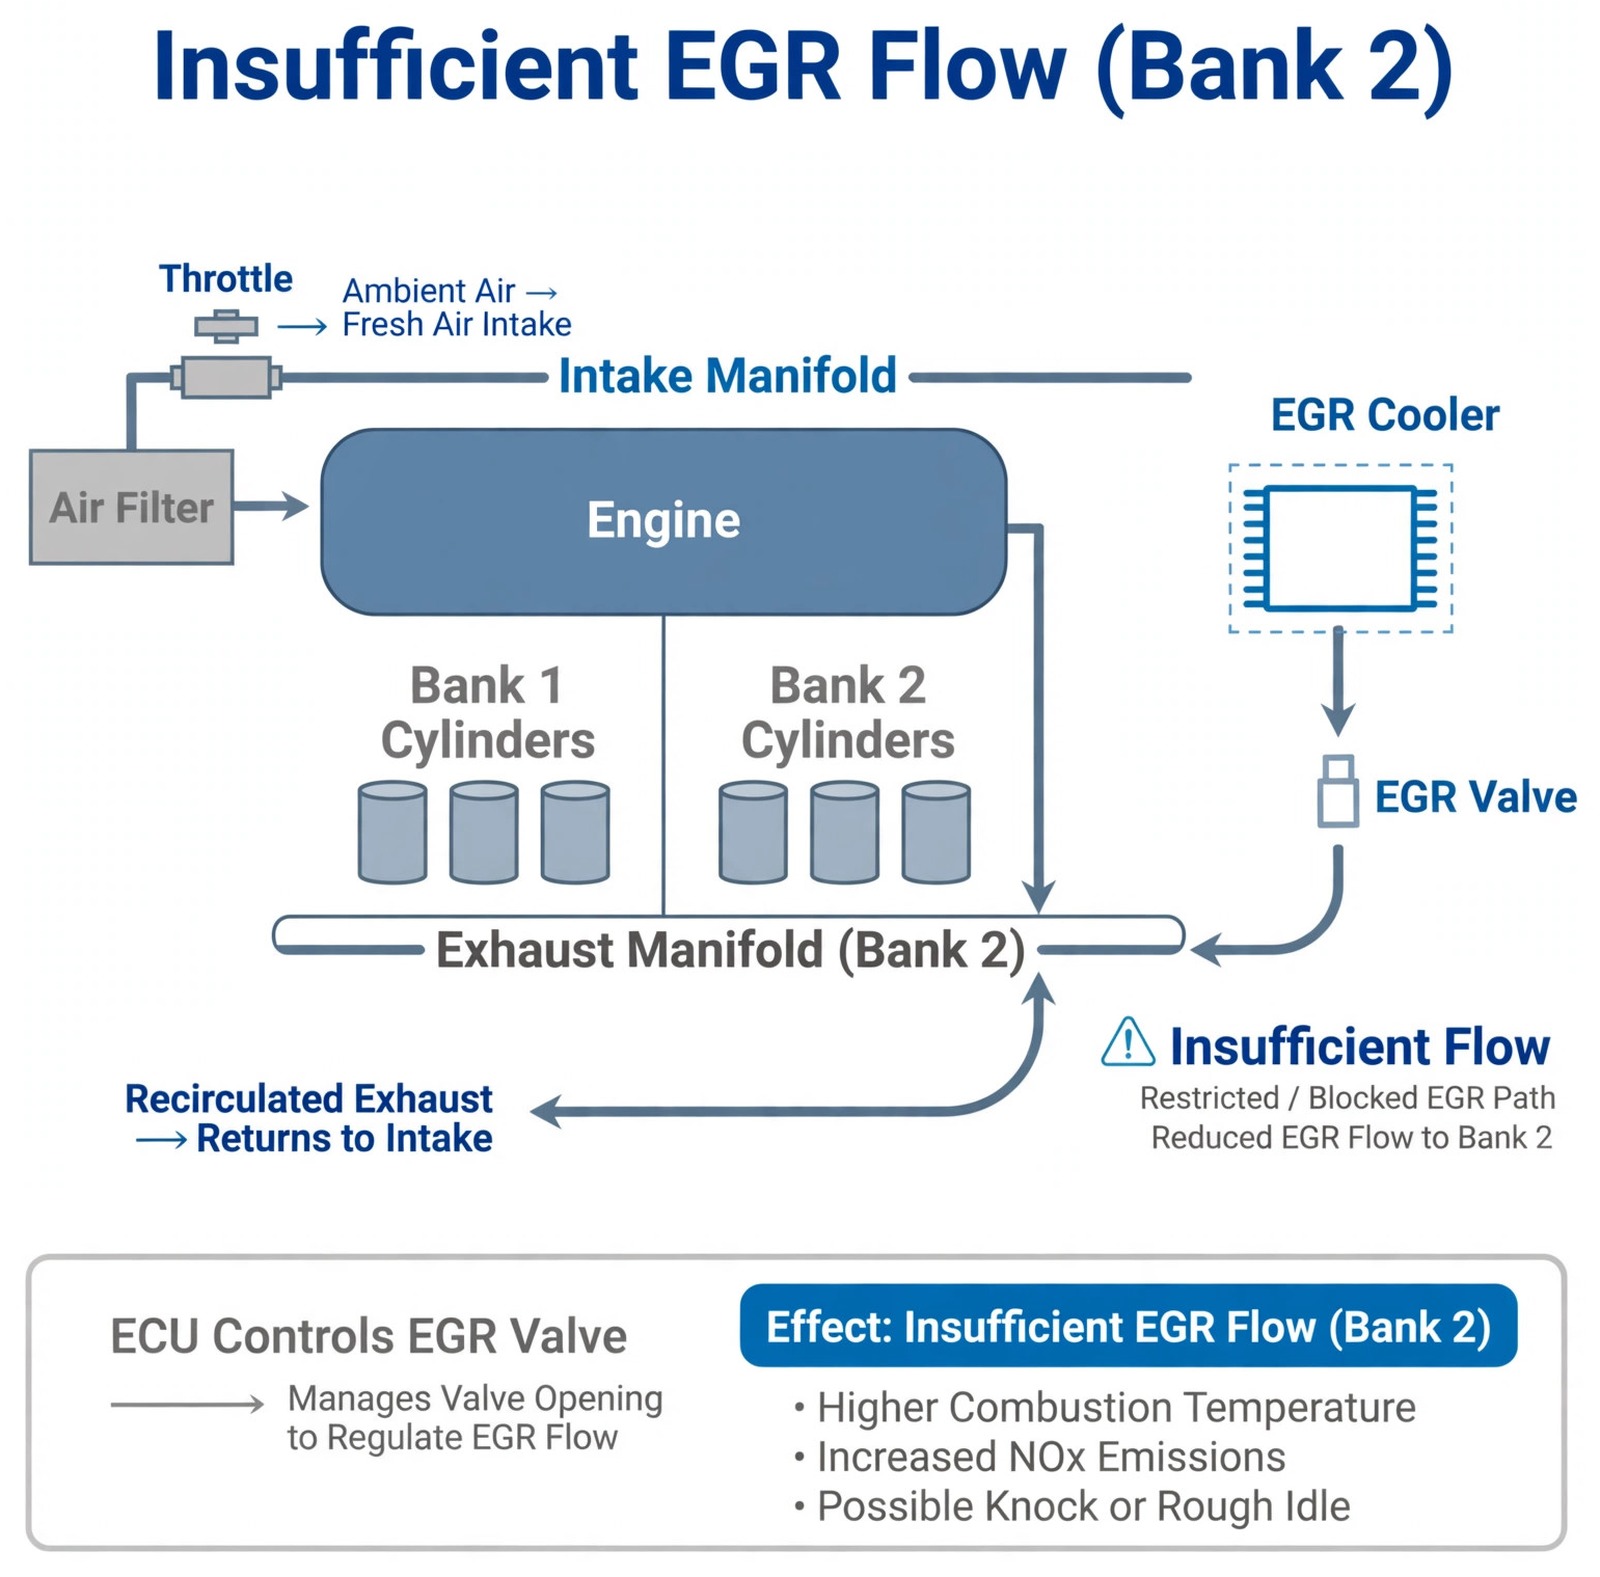 Insufficient EGR Flow (Bank 2)
Throttle
Ambient Air →
→ Fresh Air Intake
Intake Manifold
EGR Cooler
Air Filter
Engine
Bank 1
Cylinders
Bank 2
Cylinders
EGR Valve
Exhaust Manifold (Bank 2)
Insufficient Flow
Restricted / Blocked EGR Path
Reduced EGR Flow to Bank 2
Recirculated Exhaust
→ Returns to Intake
ECU Controls EGR Valve
Manages Valve Opening
to Regulate EGR Flow
Effect: Insufficient EGR Flow (Bank 2)
• Higher Combustion Temperature
• Increased NOx Emissions
• Possible Knock or Rough Idle